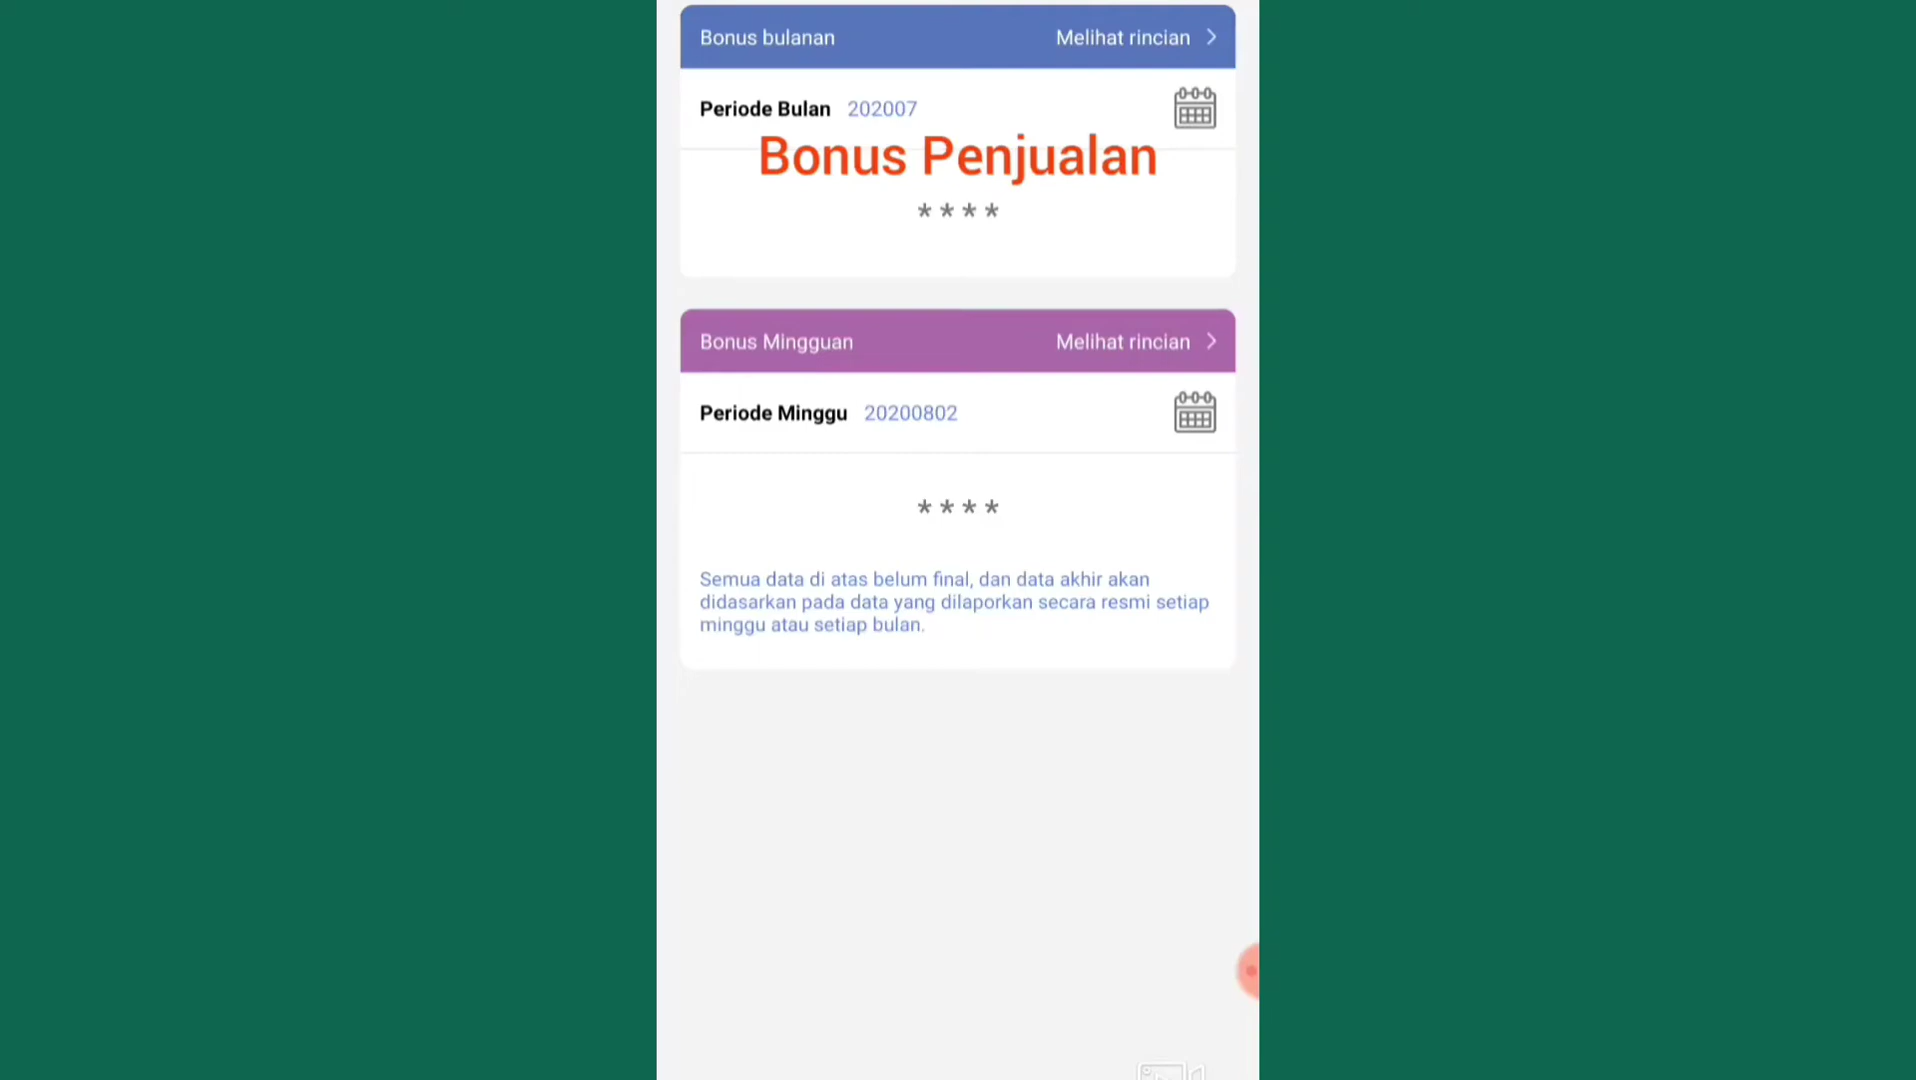 Bonus bulanan Melihat rincian
Periode Bulan 202007
Bonus Penjualan
****
Bonus Mingguan Melihat rincian
Periode Minggu 20200802
****
Semua data di atas belum final, dan data akhir akan
didasarkan pada data yang dilaporkan secara resmi setiap
minggu atau setiap bulan.